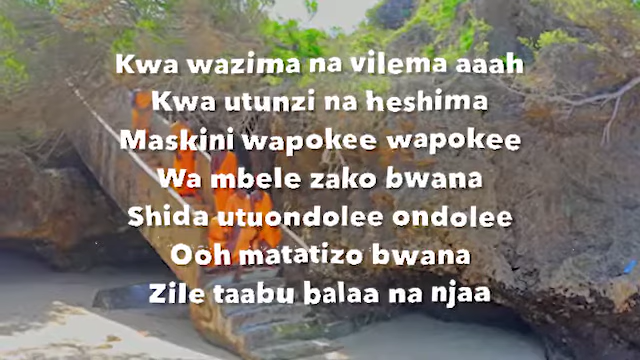 Kwa wazima na vilema aaah
Kwa utunzi na heshima
Maskini wapokee wapokee
Wa mbele zako bwana
Shida utuondolee ondolee
Ooh matatizo bwana
Zile taabu balaa na njaa